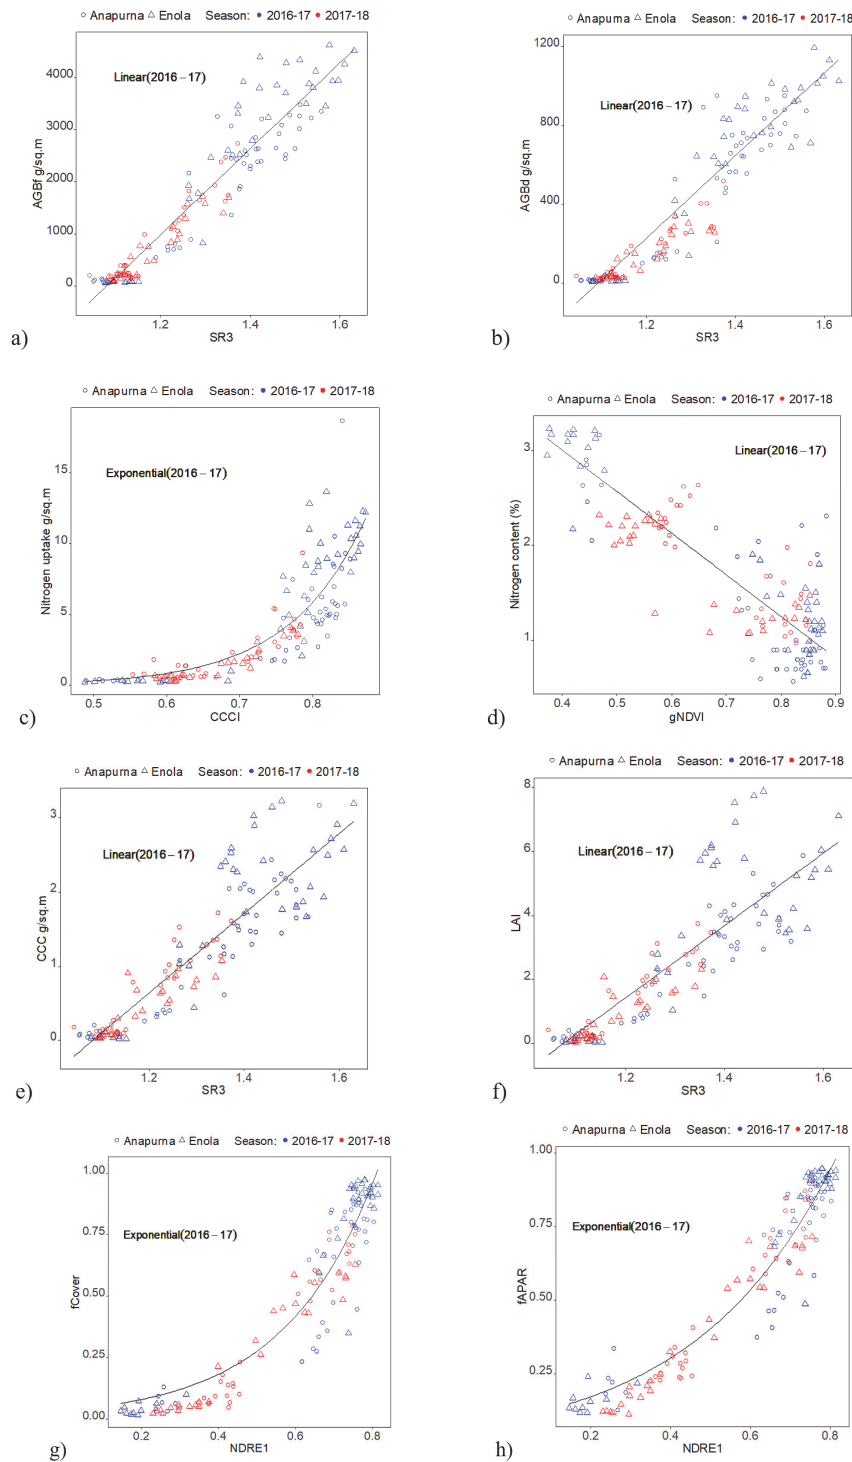 ○ Anapurna △ Enola Season: ● 2016-17 ● 2017-18
Linear(2016 – 17)
AGBf g/sq.m
4000
3000
2000
1000
0
1.2 1.4 1.6
SR3
a)
○ Anapurna △ Enola Season: ● 2016-17 ● 2017-18
Linear(2016 – 17)
AGBd g/sq.m
1200
800
400
0
1.2 1.4 1.6
SR3
b)
○ Anapurna △ Enola Season: ● 2016-17 ● 2017-18
Exponential(2016 – 17)
Nitrogen uptake g/sq.m
15
10
5
0
0.5 0.6 0.7 0.8
CCCI
c)
○ Anapurna △ Enola Season: ● 2016-17 ● 2017-18
Linear(2016 – 17)
Nitrogen content (%)
3
2
1
0.4 0.5 0.6 0.7 0.8 0.9
gNDVI
d)
○ Anapurna △ Enola Season: ● 2016-17 ● 2017-18
Linear(2016 – 17)
CCC g/sq.m
3
2
1
0
1.2 1.4 1.6
SR3
e)
○ Anapurna △ Enola Season: ● 2016-17 ● 2017-18
Linear(2016 – 17)
LAI
8
6
4
2
0
1.2 1.4 1.6
SR3
f)
○ Anapurna △ Enola Season: ● 2016-17 ● 2017-18
Exponential(2016 – 17)
fCover
1.00
0.75
0.50
0.25
0.00
0.2 0.4 0.6 0.8
NDRE1
g)
○ Anapurna △ Enola Season: ● 2016-17 ● 2017-18
Exponential(2016 – 17)
fAPAR
1.00
0.75
0.50
0.25
0.2 0.4 0.6 0.8
NDRE1
h)